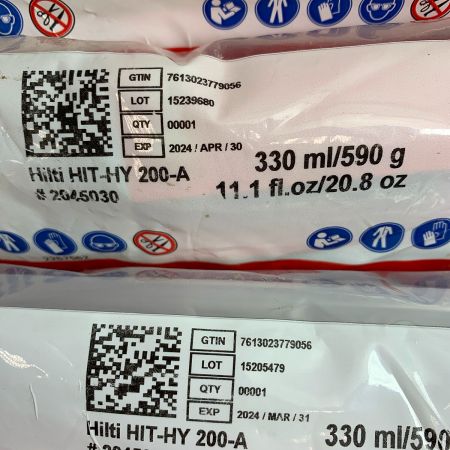 GTIN 7613023779056
LOT 15239680
QTY 00001
EXP 2024 / APR / 30
Hilti HIT-HY 200-A
330 ml/590 g
# 2045030
11.1 fl.oz/20.8 oz
2267562
GTIN 7613023779056
LOT 15205479
QTY 00001
EXP 2024 / MAR / 31
Hilti HIT-HY 200-A
330 ml/590